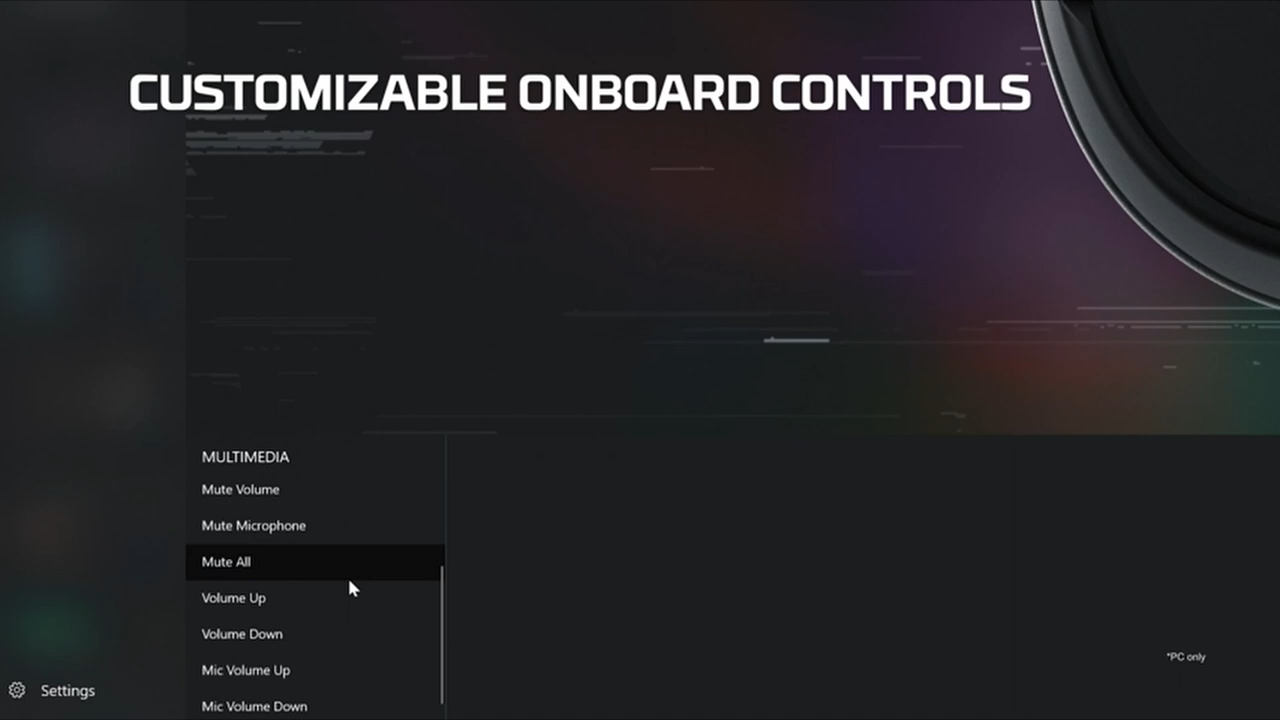 CUSTOMIZABLE ONBOARD CONTROLS
MULTIMEDIA
Mute Volume
Mute Microphone
Mute All
Volume Up
Volume Down
Mic Volume Up
Mic Volume Down
*PC only
Settings